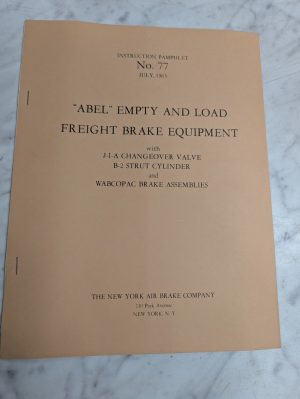 INSTRUCTION PAMPHLET
No. 77
JULY, 1963
"ABEL" EMPTY AND LOAD
FREIGHT BRAKE EQUIPMENT
with
J-1-A CHANGEOVER VALVE
B-2 STRUT CYLINDER
and
WABCOPAC BRAKE ASSEMBLIES
THE NEW YORK AIR BRAKE COMPANY
Park Avenue
NEW YORK N. Y